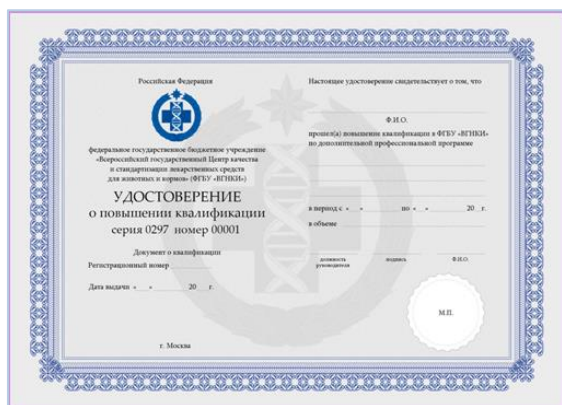 Российская Федерация
федеральное государственное бюджетное учреждение
«Всероссийский государственный Центр качества
и стандартизации лекарственных средств
для животных и кормов» (ФГБУ «ВГНКИ»)
УДОСТОВЕРЕНИЕ
о повышении квалификации
серия 0297 номер 00001
Документ о квалификации
Регистрационный номер
Дата выдачи « » 20 г.
г. Москва
Настоящее удостоверение свидетельствует о том, что
Ф.И.О.
прошел(а) повышение квалификации в ФГБУ «ВГНКИ»
по дополнительной профессиональной программе
в период с « » по « » 20 г.
в объеме
должность подпись Ф.И.О.
руководителя
М.П.